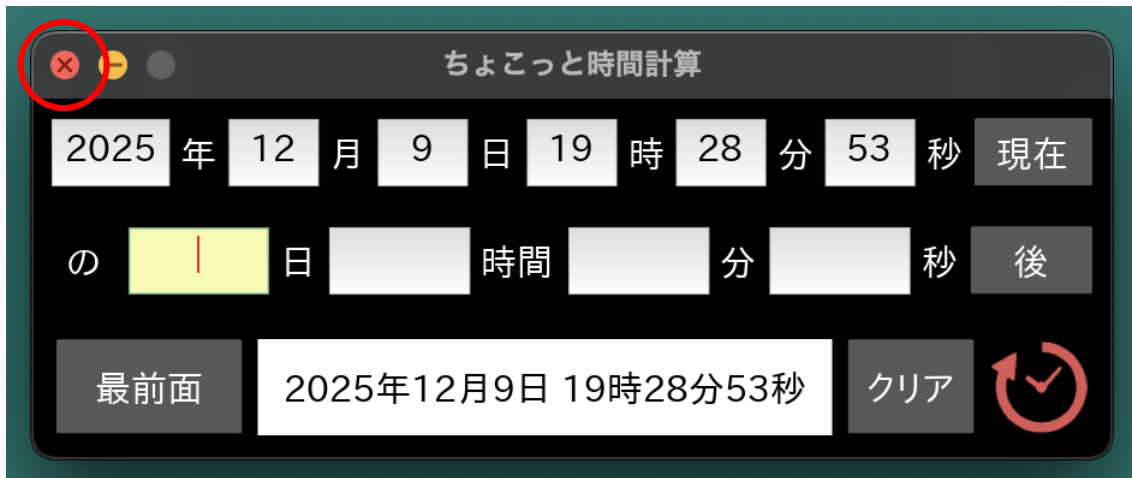 ちょこっと時間計算
2025 年 12 月 9 日 19 時 28 分 53 秒 現在
の 日 時間 分 秒 後
最前面 2025年12月9日 19時28分53秒 クリア